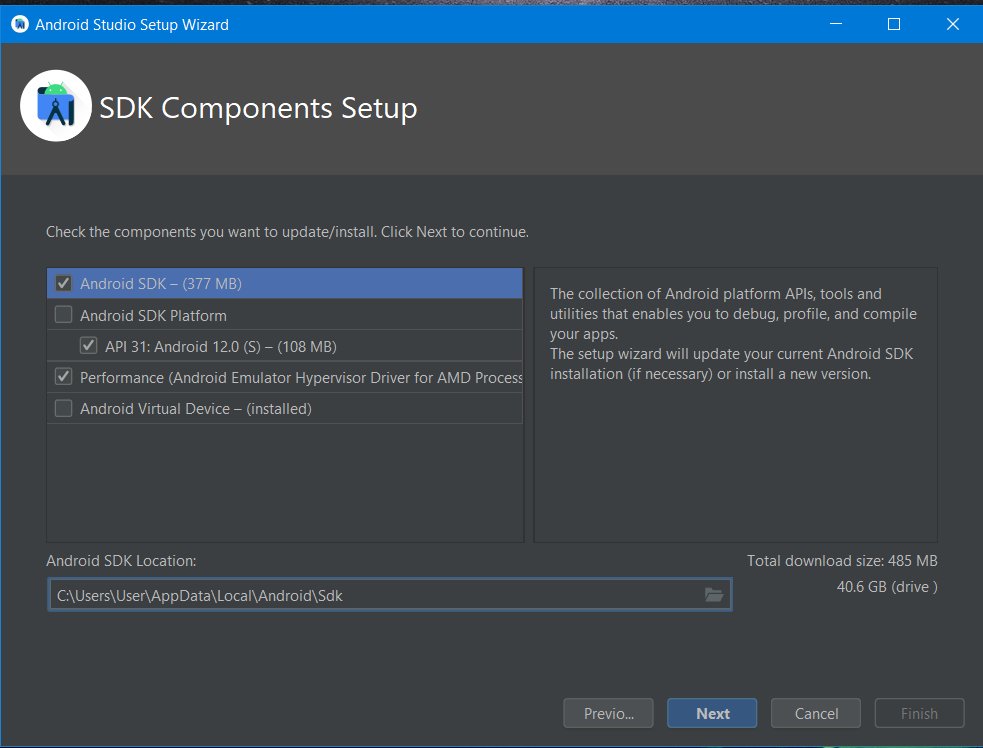 Android Studio Setup Wizard
SDK Components Setup
Check the components you want to update/install. Click Next to continue.
Android SDK – (377 MB)
Android SDK Platform
API 31: Android 12.0 (S) – (108 MB)
Performance (Android Emulator Hypervisor Driver for AMD Process
Android Virtual Device – (installed)
The collection of Android platform APIs, tools and
utilities that enables you to debug, profile, and compile
your apps.
The setup wizard will update your current Android SDK
installation (if necessary) or install a new version.
Android SDK Location:
C:\Users\User\AppData\Local\Android\Sdk
Total download size: 485 MB
40.6 GB (drive )
Previo... Next Cancel Finish